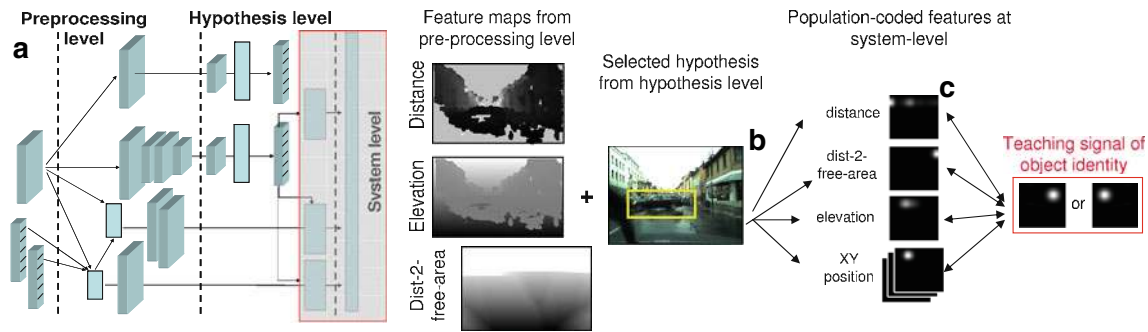 Preprocessing
level
Hypothesis level
a
System level
Feature maps from
pre-processing level
Distance
Elevation
Dist-2-
free-area
+
Selected hypothesis
from hypothesis level
b
Population-coded features at
system-level
c
distance
dist-2-
free-area
elevation
XY
position
Teaching signal of
object identity
or